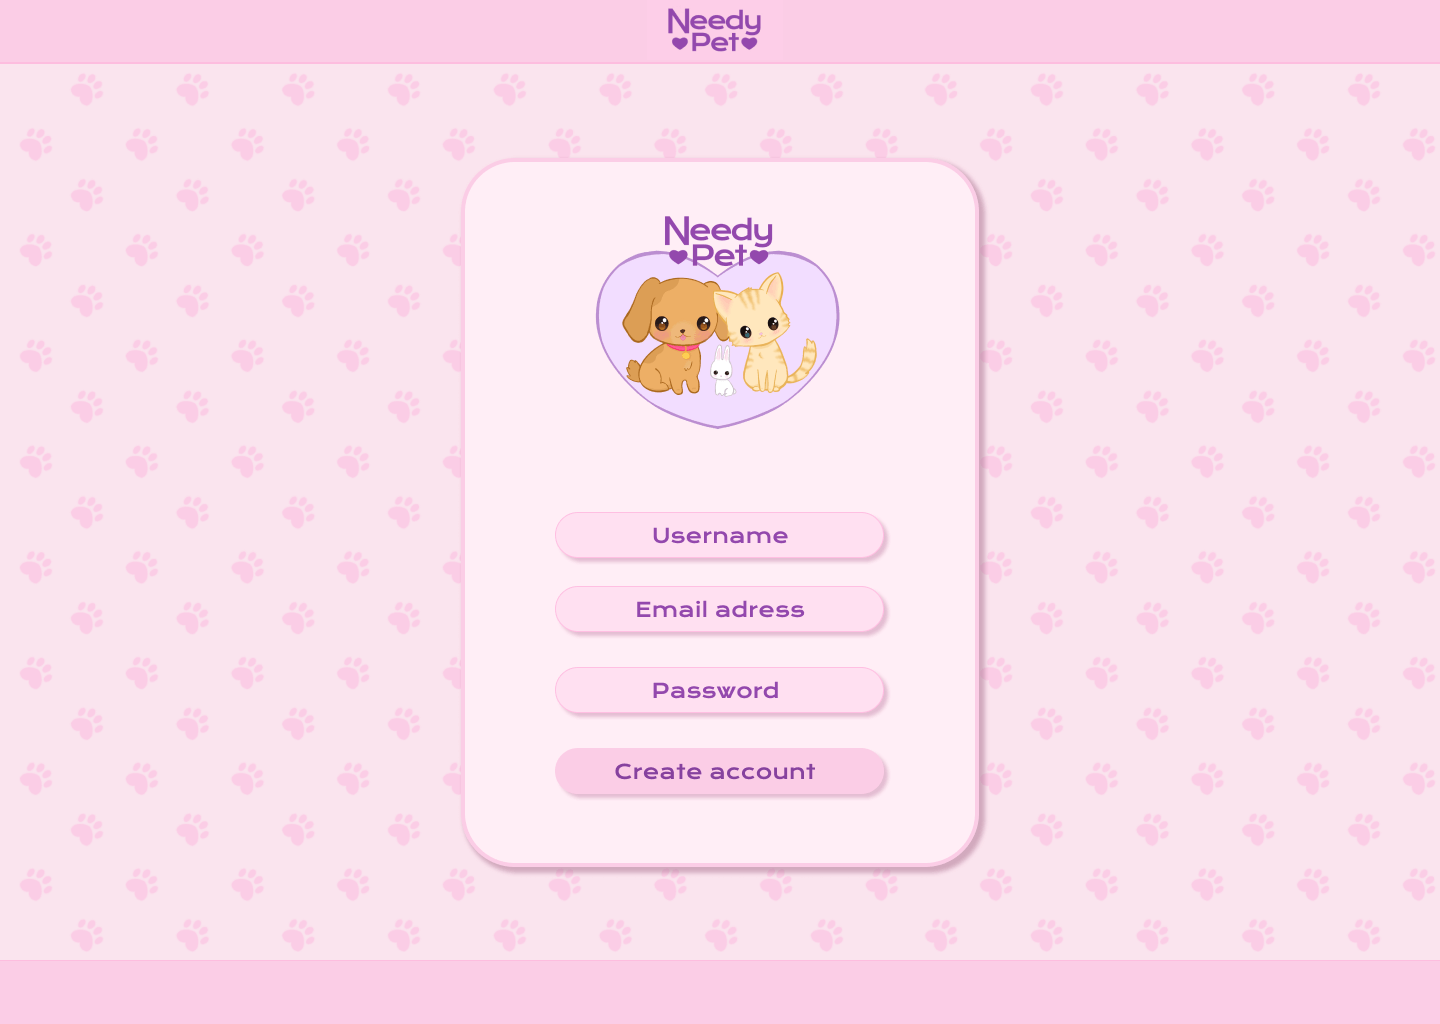 Needy
Pet
Needy
Pet
Username
Email adress
Password
Create account